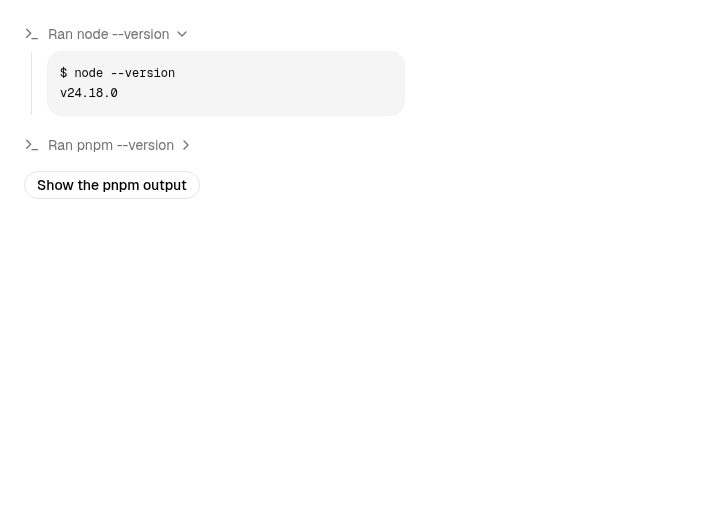 Ran node --version
$ node --version
v24.18.0
Ran pnpm --version
Show the pnpm output